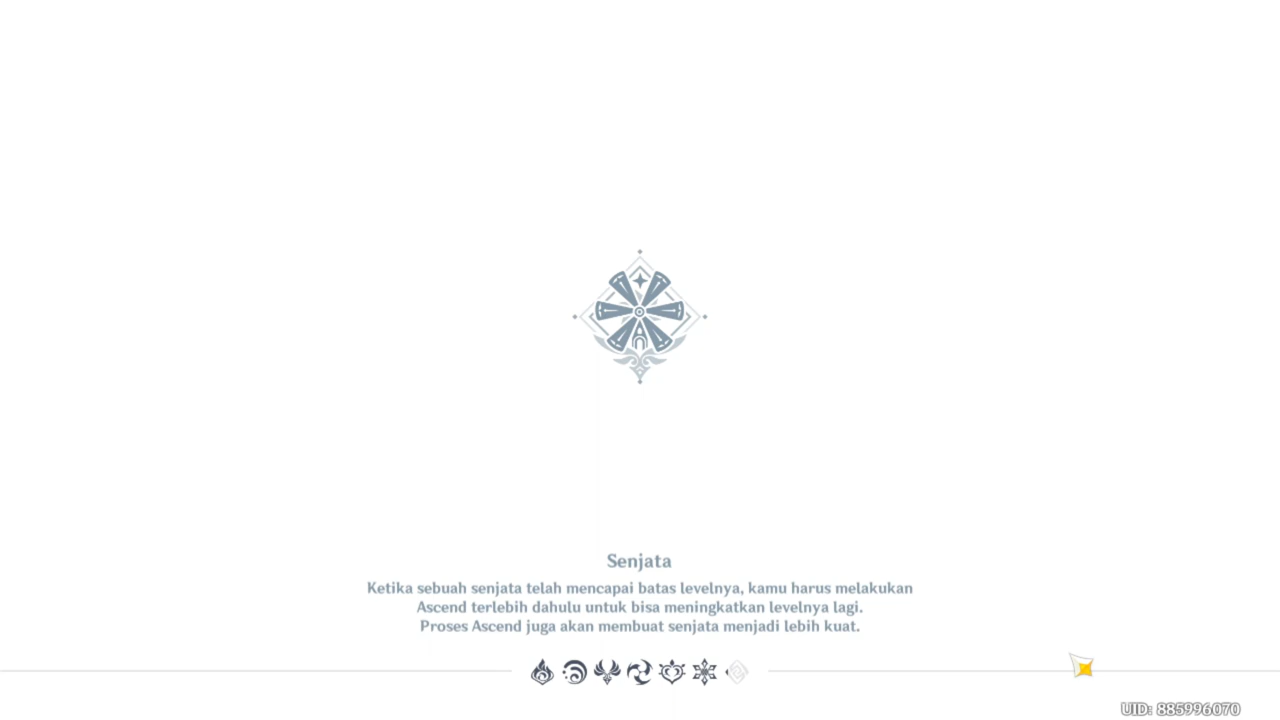 Senjata
Ketika sebuah senjata telah mencapai batas levelnya, kamu harus melakukan
Ascend terlebih dahulu untuk bisa meningkatkan levelnya lagi.
Proses Ascend juga akan membuat senjata menjadi lebih kuat.
UID: 885996070